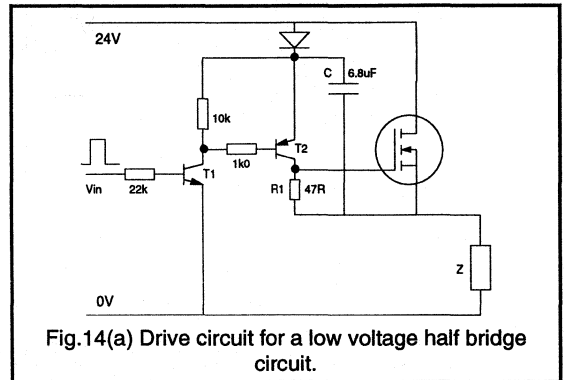 24V
C 6.8uF
10k
1k0
T2
T1
Vin
22k
R1 47R
Z
0V
Fig.14(a) Drive circuit for a low voltage half bridge
circuit.